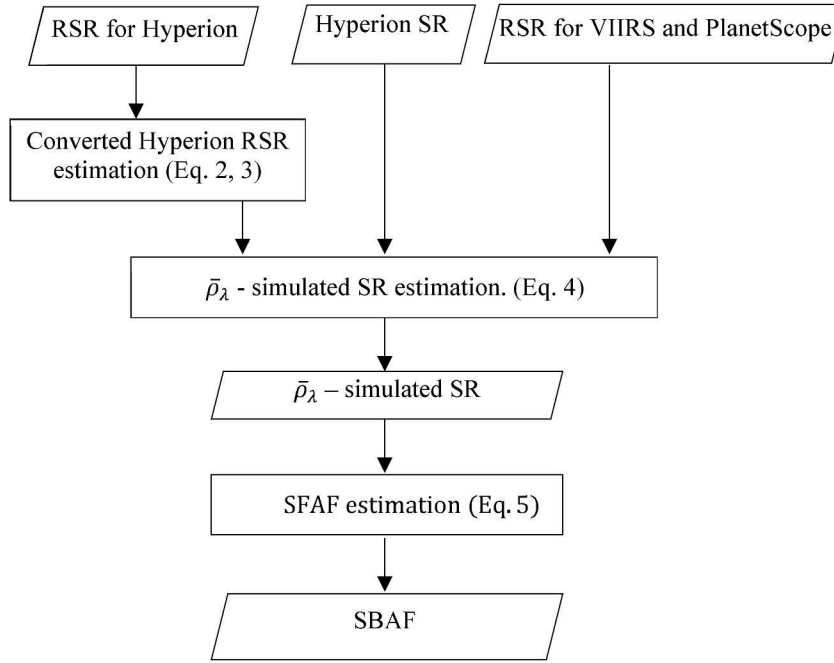 RSR for Hyperion
Hyperion SR
RSR for VIIRS and PlanetScope
Converted Hyperion RSR
estimation (Eq. 2, 3)
ρ̄λ - simulated SR estimation. (Eq. 4)
ρ̄λ – simulated SR
SFAF estimation (Eq. 5)
SBAF